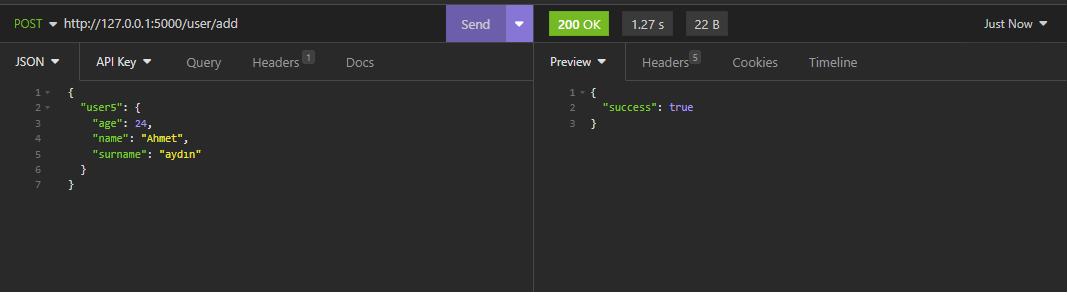 POST http://127.0.0.1:5000/user/add Send 200 OK 1.27 s 22 B Just Now
JSON API Key Query Headers 1 Docs Preview Headers 5 Cookies Timeline
1 {
2 "user5": {
3 "age": 24,
4 "name": "Ahmet",
5 "surname": "aydın"
6 }
7 }
1 {
2 "success": true
3 }